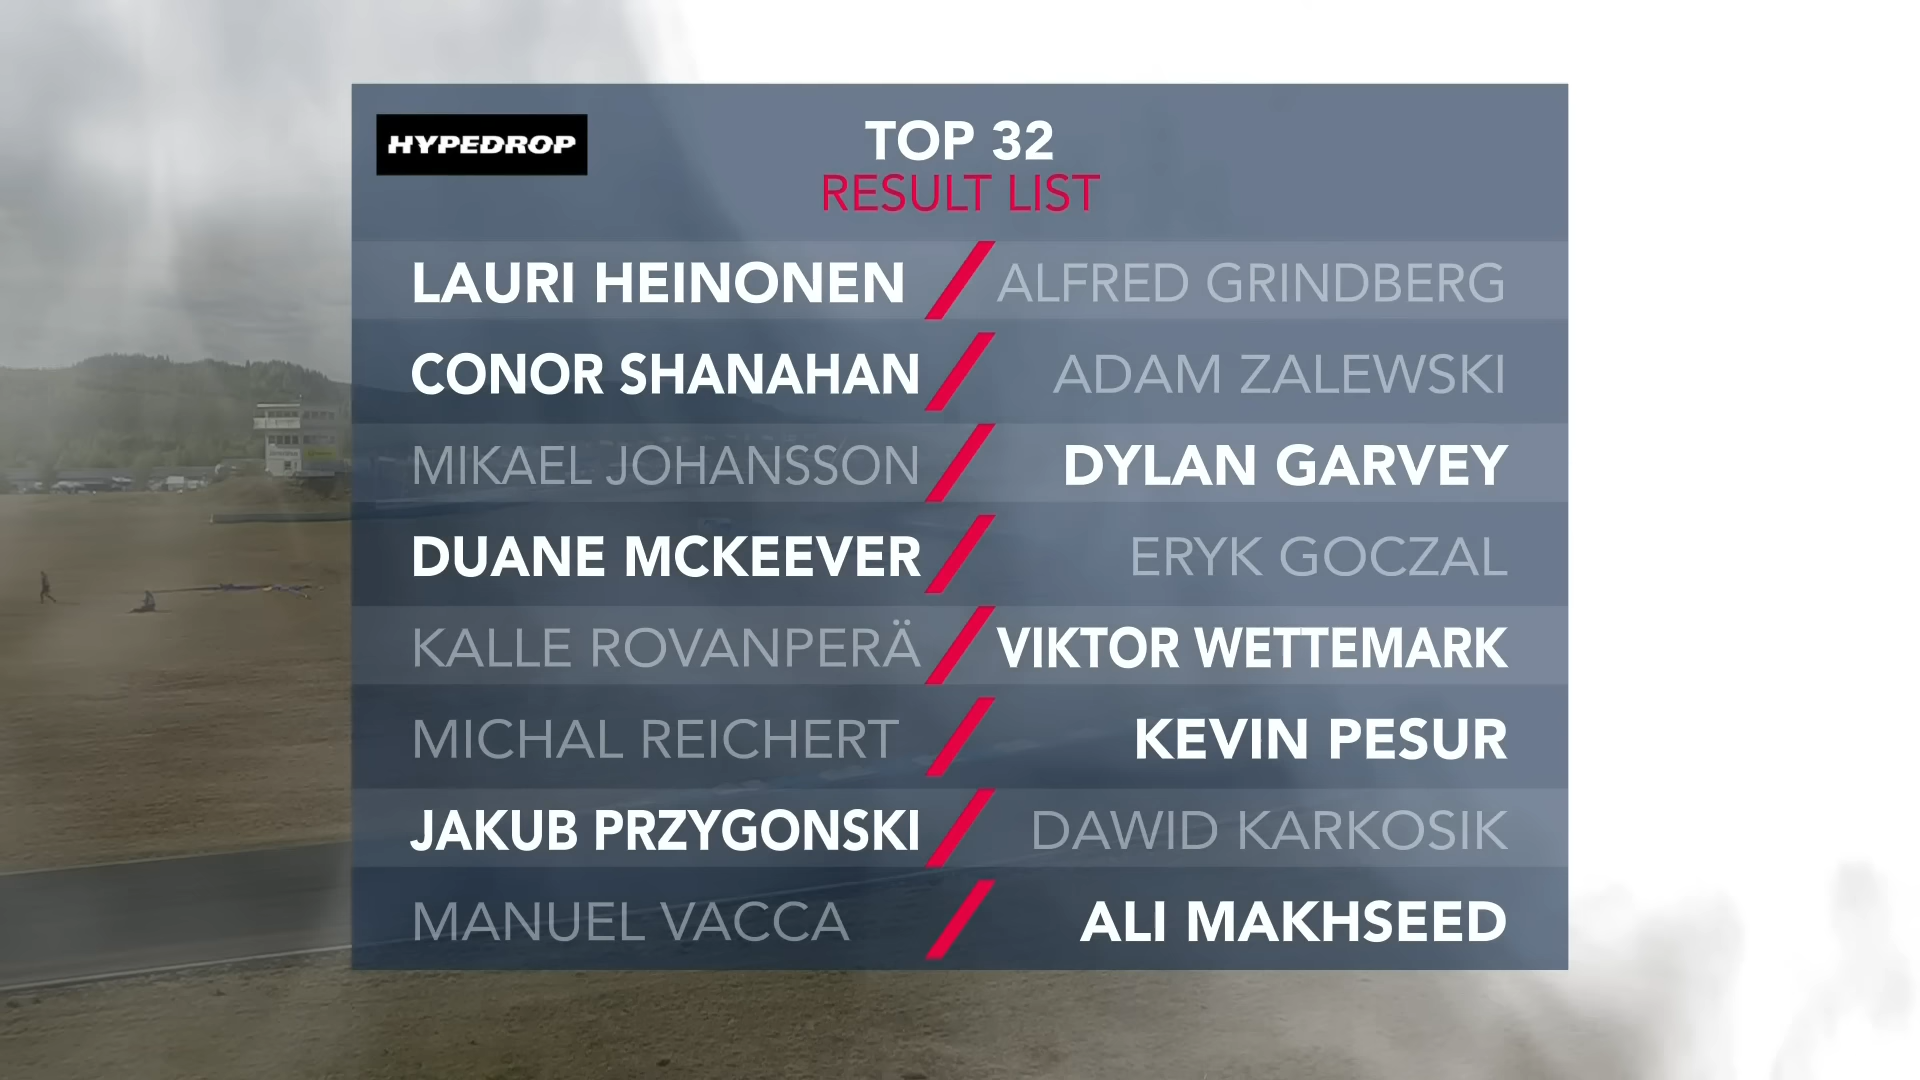 HYPEDROP
TOP 32
RESULT LIST
LAURI HEINONEN ALFRED GRINDBERG
CONOR SHANAHAN ADAM ZALEWSKI
MIKAEL JOHANSSON DYLAN GARVEY
DUANE MCKEEVER ERYK GOCZAL
KALLE ROVANPERÄ VIKTOR WETTEMARK
MICHAL REICHERT KEVIN PESUR
JAKUB PRZYGONSKI DAWID KARKOSIK
MANUEL VACCA ALI MAKHSEED